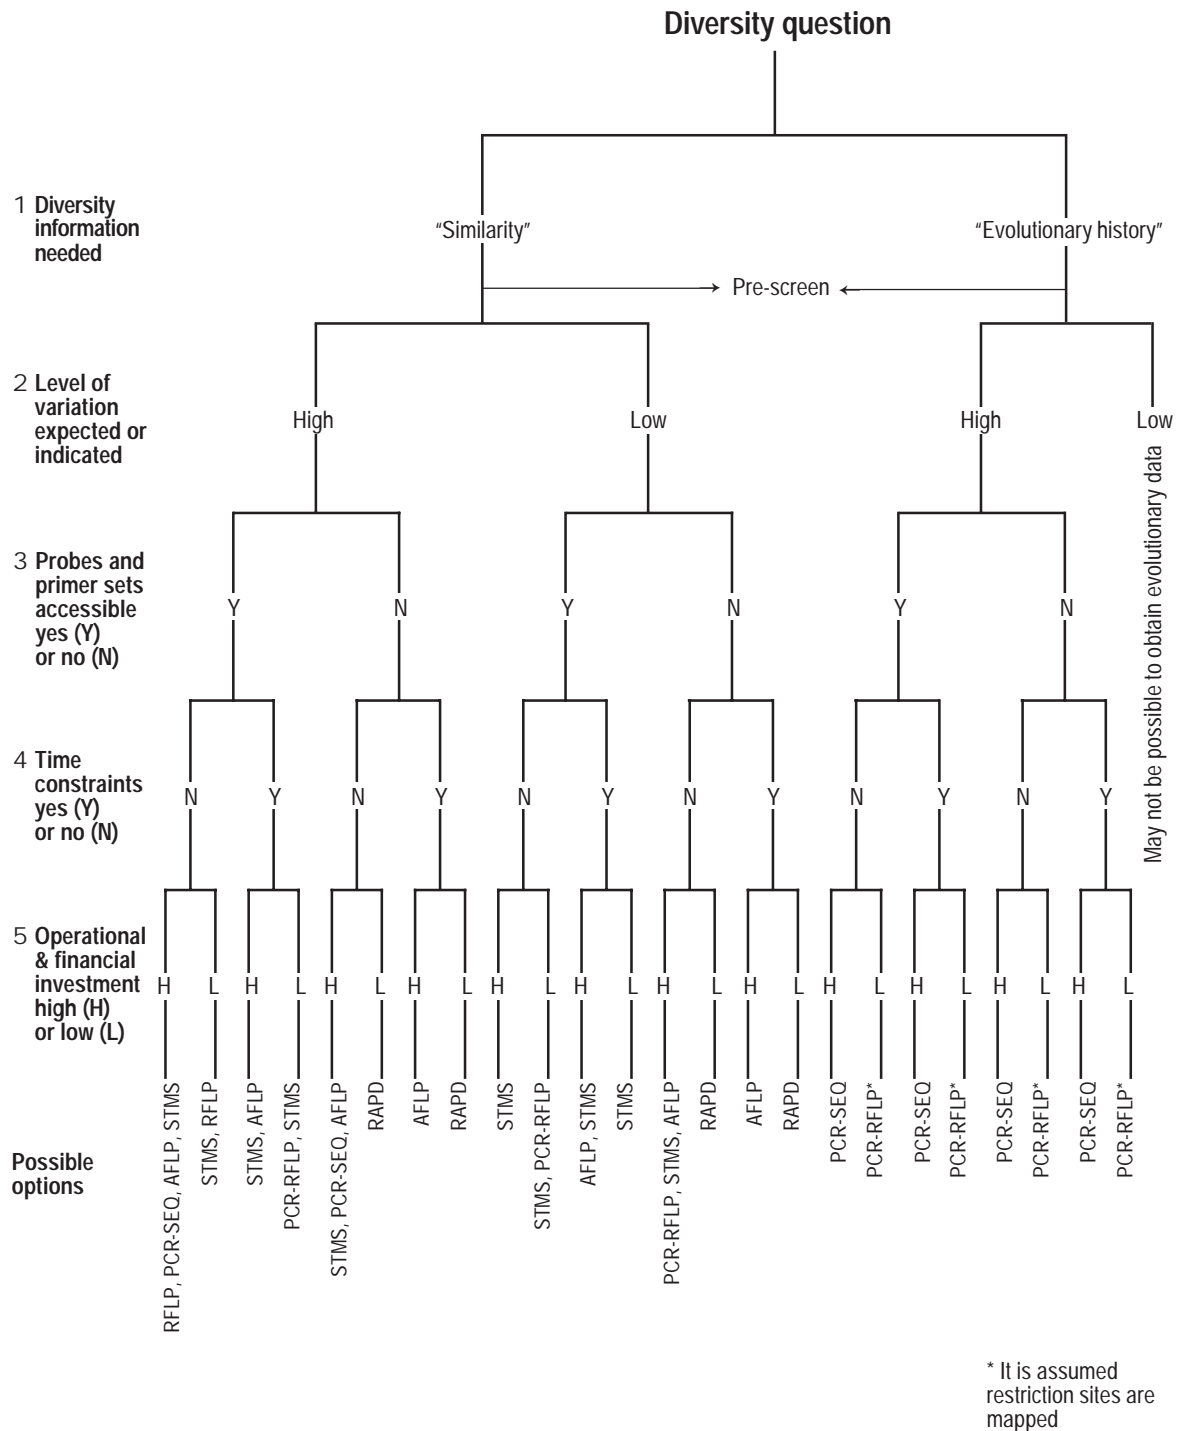 Diversity question
1 Diversity
information
needed
“Similarity”
“Evolutionary history”
Pre-screen
2 Level of
variation
expected or
indicated
High
Low
High
Low
May not be possible to obtain evolutionary data
3 Probes and
primer sets
accessible
yes (Y)
or no (N)
Y
N
Y
N
Y
N
4 Time
constraints
yes (Y)
or no (N)
N
Y
N
Y
N
Y
N
Y
N
Y
N
Y
5 Operational
& financial
investment
high (H)
or low (L)
H
L
H
L
H
L
H
L
H
L
H
L
H
L
H
L
H
L
H
L
H
L
H
L
Possible
options
RFLP, PCR-SEQ, AFLP, STMS
STMS, RFLP
STMS, AFLP
PCR-RFLP, STMS
STMS, PCR-SEQ, AFLP
RAPD
AFLP
RAPD
STMS
STMS, PCR-RFLP
AFLP, STMS
STMS
PCR-RFLP, STMS, AFLP
RAPD
AFLP
RAPD
PCR-SEQ
PCR-RFLP*
PCR-SEQ
PCR-RFLP*
PCR-SEQ
PCR-RFLP*
PCR-SEQ
PCR-RFLP*
* It is assumed
restriction sites are
mapped